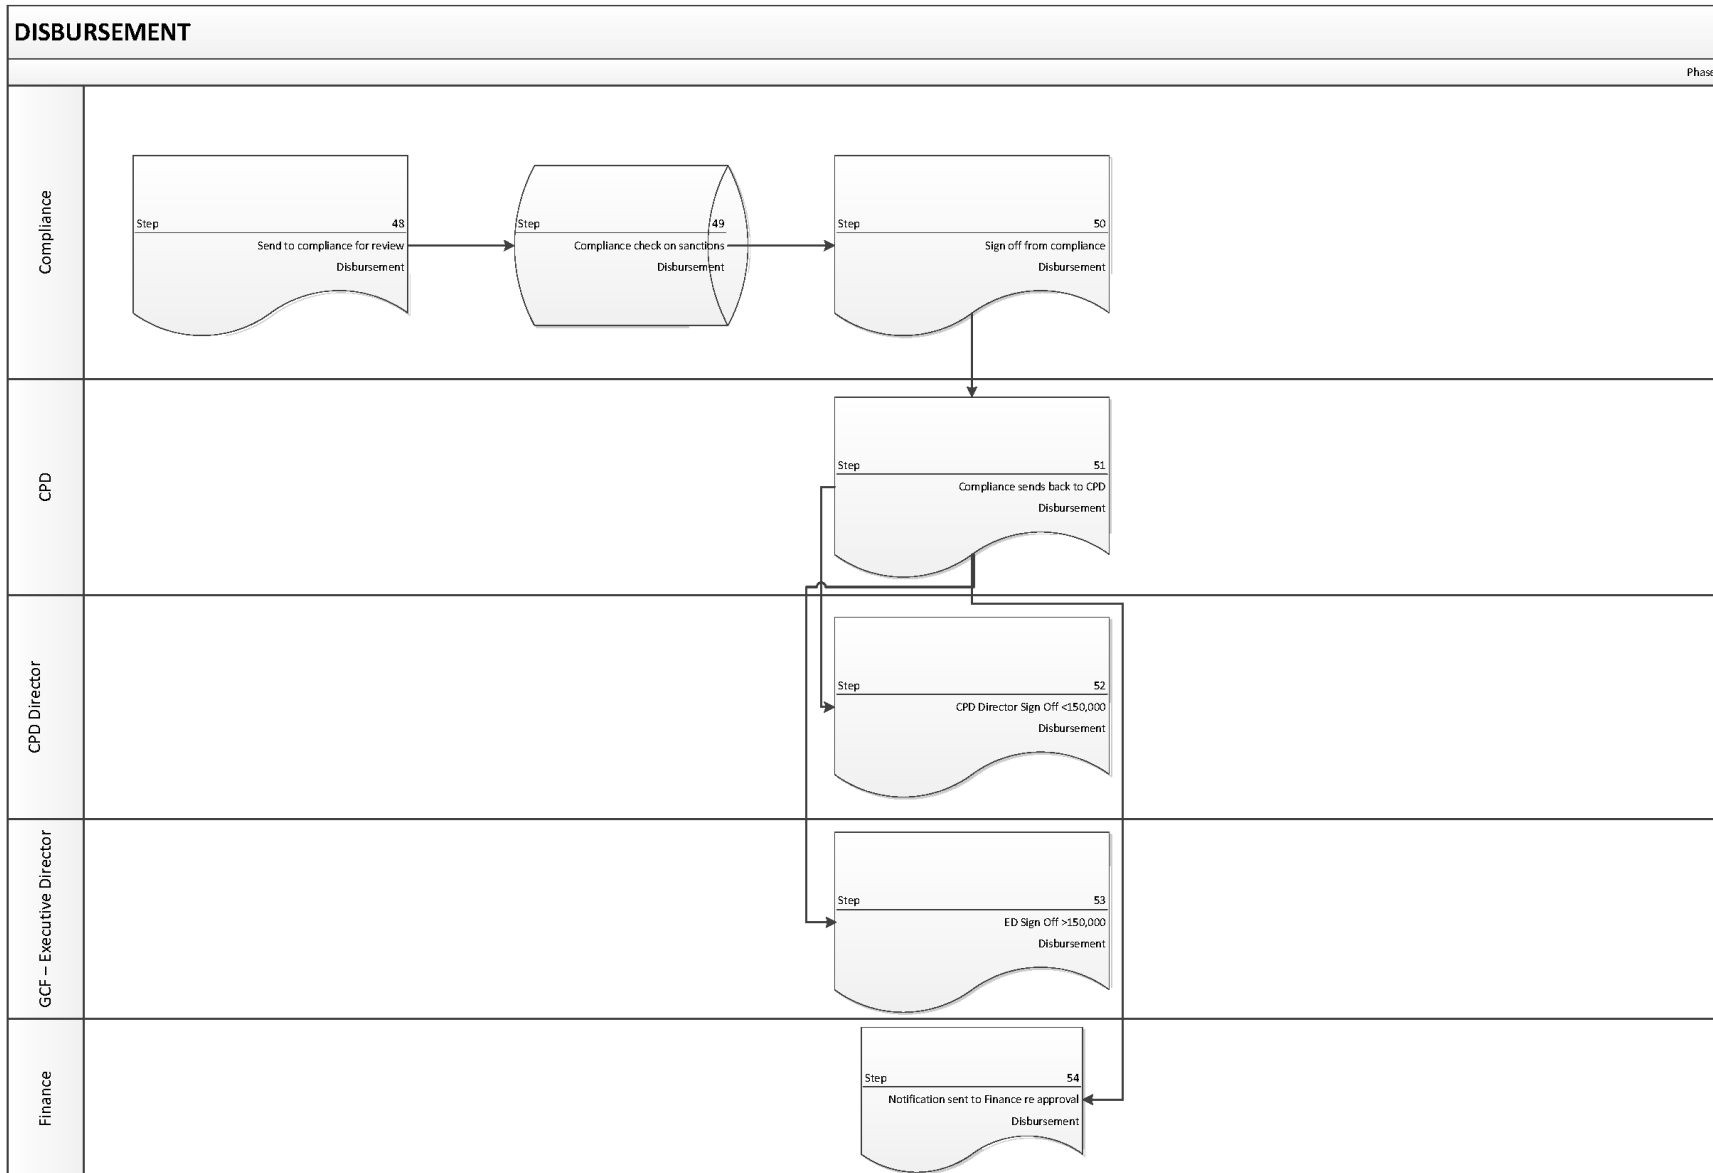 DISBURSEMENT
Phase
Compliance
Step 48
Send to compliance for review
Disbursement
Step 49
Compliance check on sanctions
Disbursement
Step 50
Sign off from compliance
Disbursement
CPD
Step 51
Compliance sends back to CPD
Disbursement
CPD Director
Step 52
CPD Director Sign Off <150,000
Disbursement
GCF – Executive Director
Step 53
ED Sign Off >150,000
Disbursement
Finance
Step 54
Notification sent to Finance re approval
Disbursement